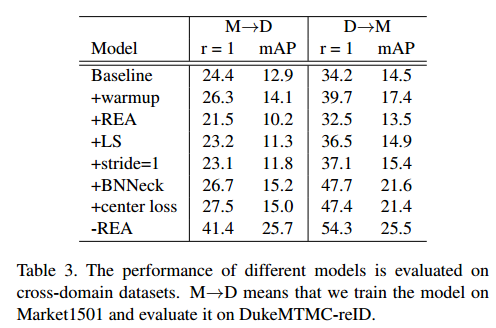 M→D D→M
Model r = 1 mAP r = 1 mAP
Baseline 24.4 12.9 34.2 14.5
+warmup 26.3 14.1 39.7 17.4
+REA 21.5 10.2 32.5 13.5
+LS 23.2 11.3 36.5 14.9
+stride=1 23.1 11.8 37.1 15.4
+BNNeck 26.7 15.2 47.7 21.6
+center loss 27.5 15.0 47.4 21.4
-REA 41.4 25.7 54.3 25.5
Table 3. The performance of different models is evaluated on
cross-domain datasets. M→D means that we train the model on
Market1501 and evaluate it on DukeMTMC-reID.